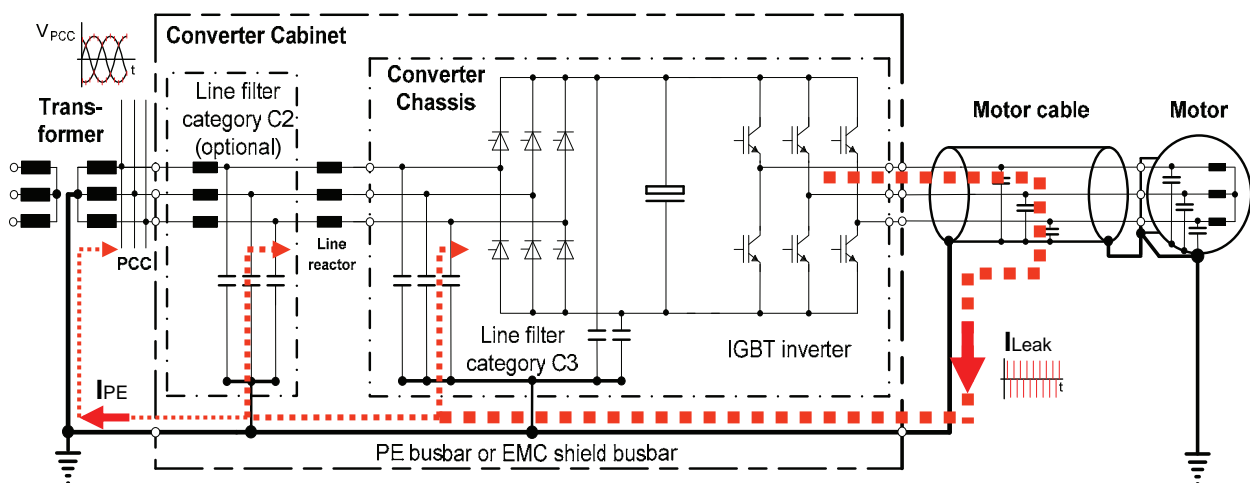 VPCC
t
Converter Cabinet
Trans-
former
Line filter
category C2
(optional)
Converter
Chassis
Motor cable
Motor
PCC
Line
reactor
Line filter
category C3
IGBT inverter
ILeak
t
IPE
PE busbar or EMC shield busbar